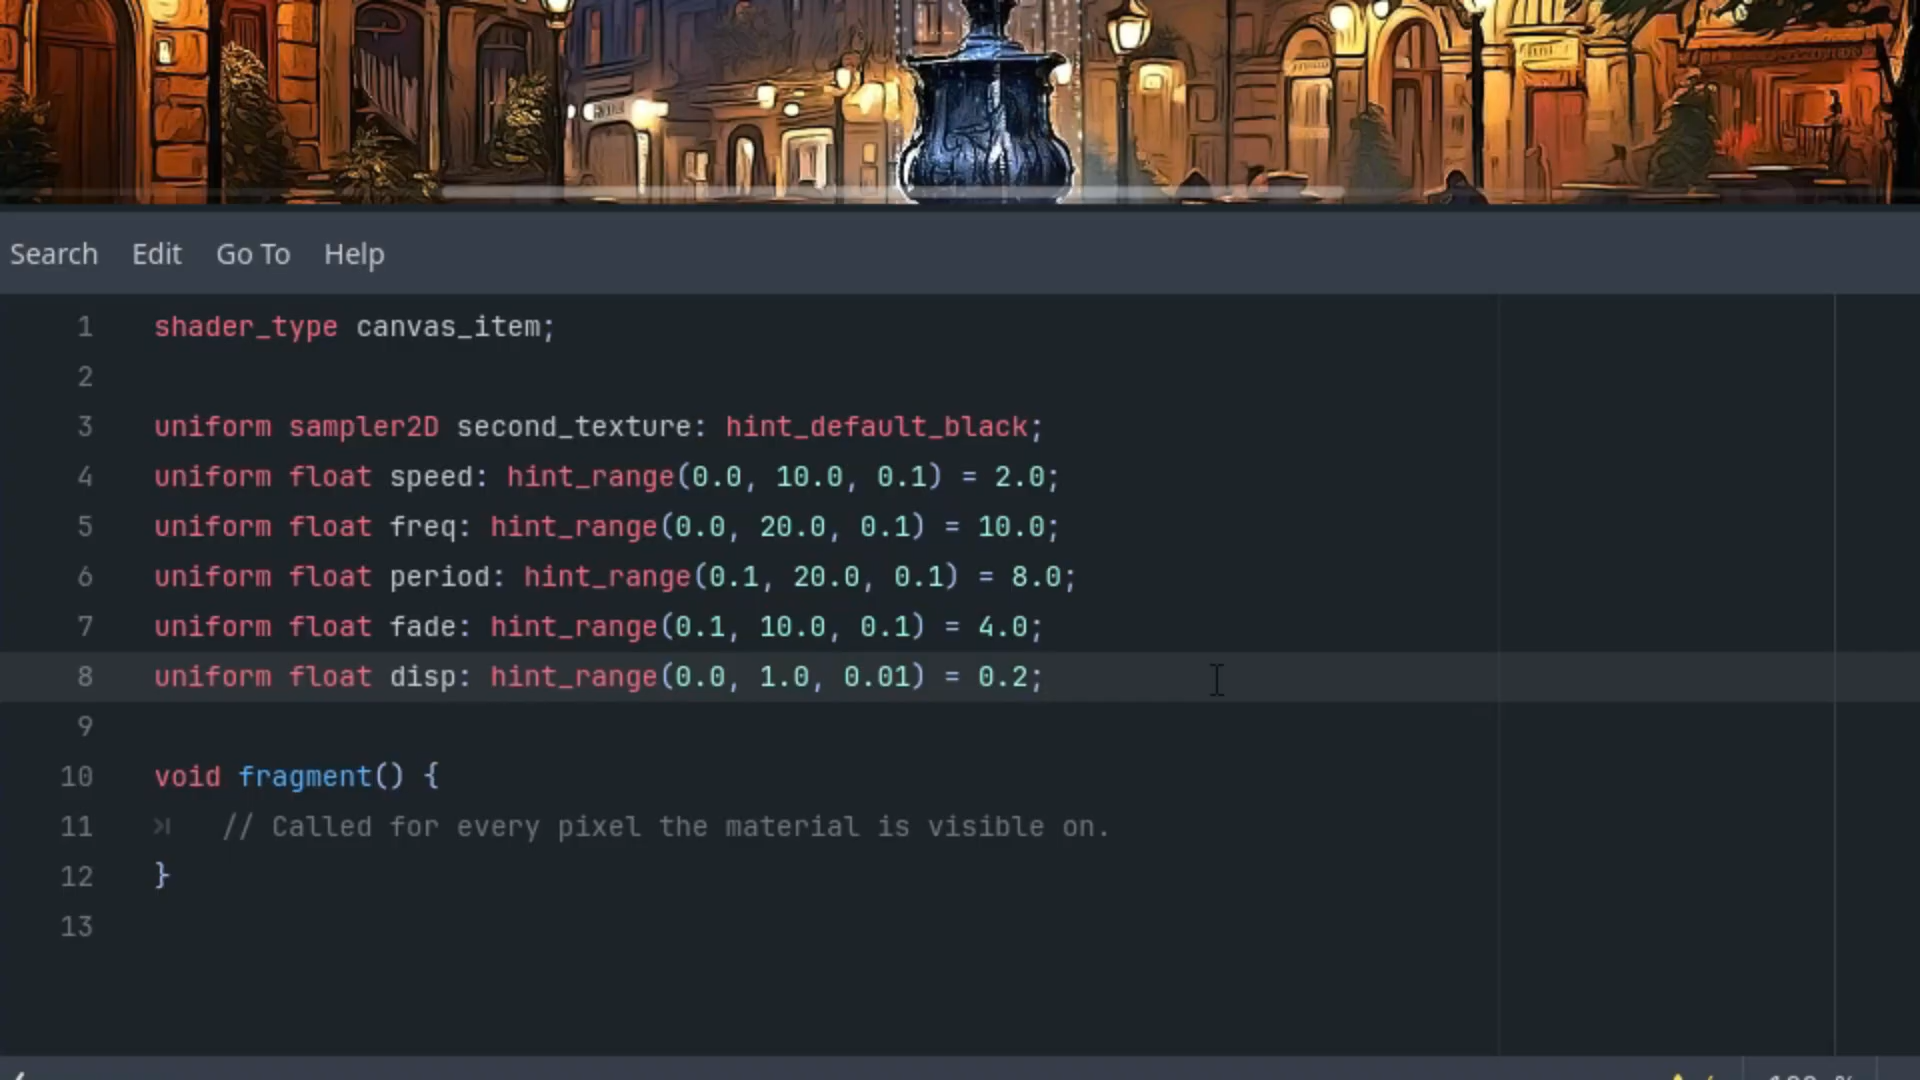 Search Edit Go To Help
1 shader_type canvas_item;
2
3 uniform sampler2D second_texture: hint_default_black;
4 uniform float speed: hint_range(0.0, 10.0, 0.1) = 2.0;
5 uniform float freq: hint_range(0.0, 20.0, 0.1) = 10.0;
6 uniform float period: hint_range(0.1, 20.0, 0.1) = 8.0;
7 uniform float fade: hint_range(0.1, 10.0, 0.1) = 4.0;
8 uniform float disp: hint_range(0.0, 1.0, 0.01) = 0.2;
9
10 void fragment() {
11 // Called for every pixel the material is visible on.
12 }
13